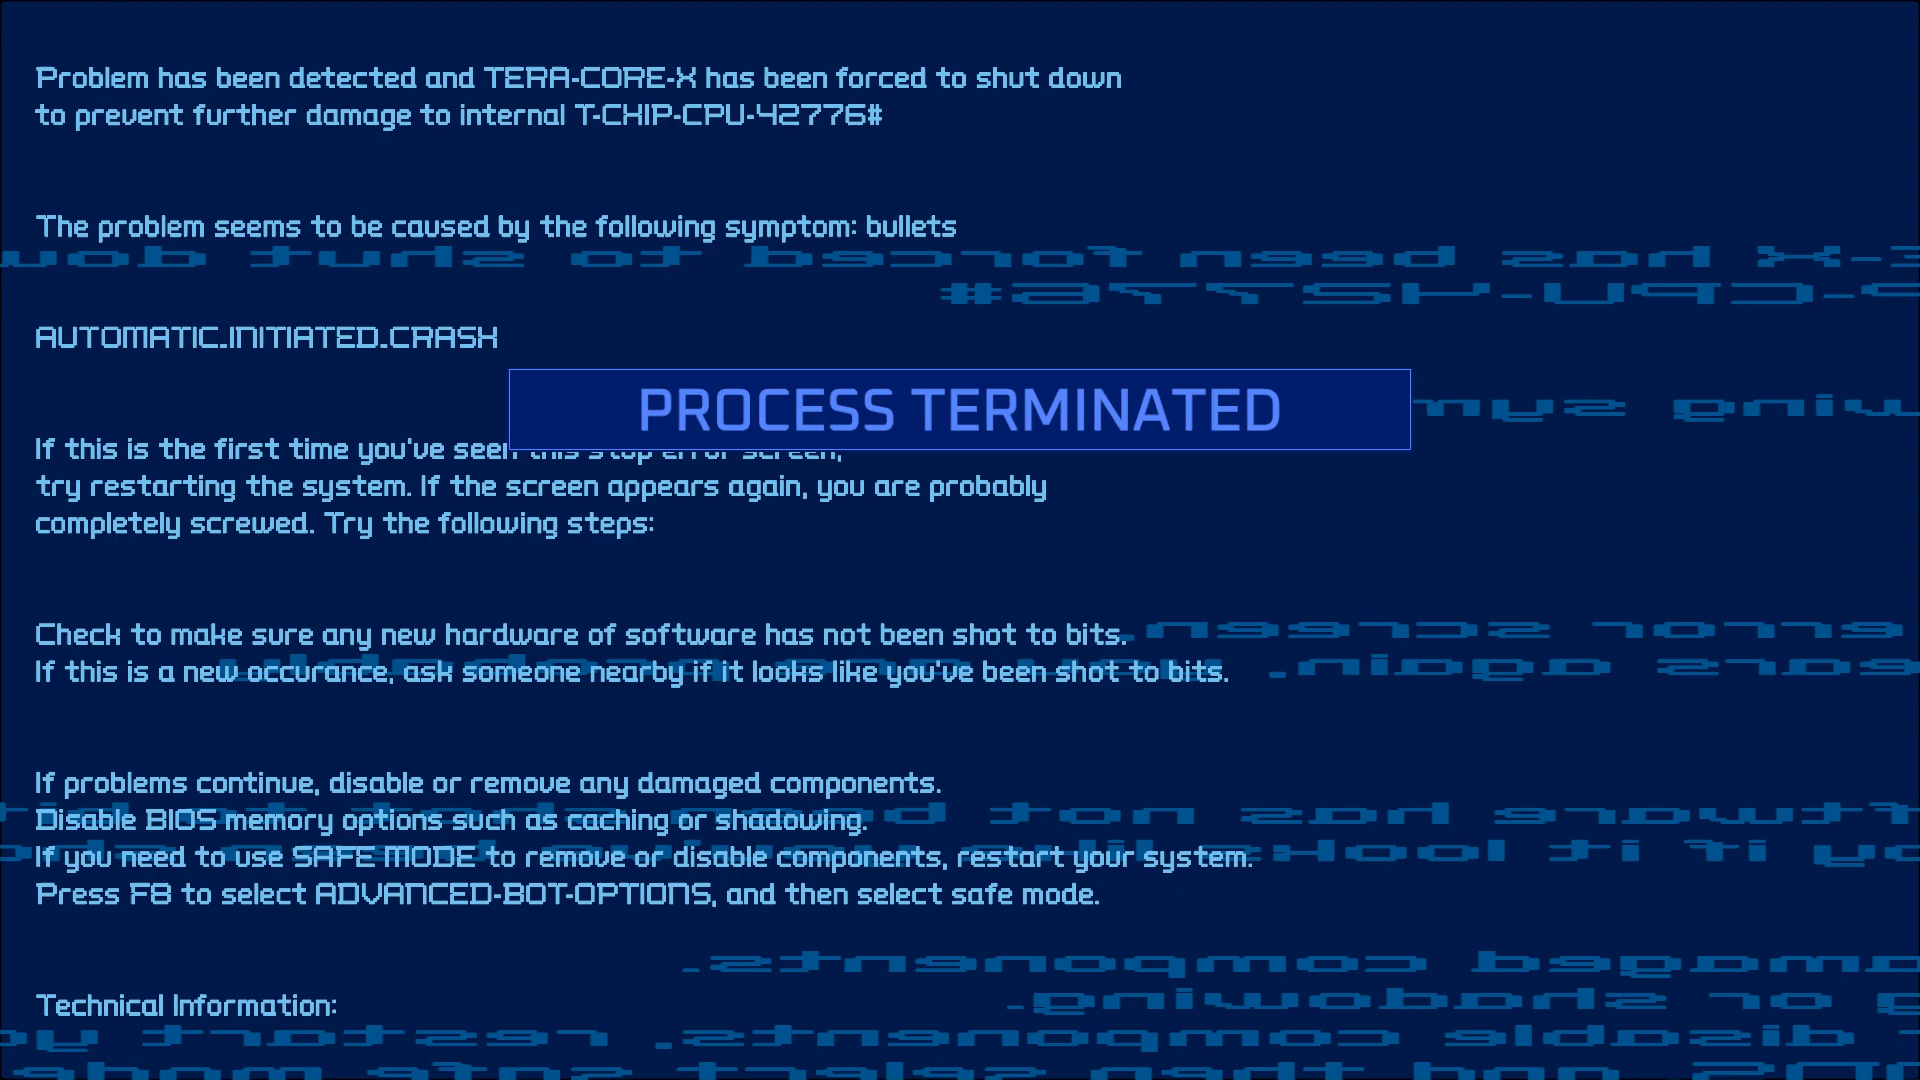 Problem has been detected and TERA-CORE-X has been forced to shut down
to prevent further damage to internal T-CHIP-CPU-42776#
The problem seems to be caused by the following symptom: bullets
AUTOMATIC_INITIATED_CRASH
PROCESS TERMINATED
If this is the first time you've seen this stop error screen,
try restarting the system. If the screen appears again, you are probably
completely screwed. Try the following steps:
Check to make sure any new hardware of software has not been shot to bits.
If this is a new occurance, ask someone nearby if it looks like you've been shot to bits.
If problems continue, disable or remove any damaged components.
Disable BIOS memory options such as caching or shadowing.
If you need to use SAFE MODE to remove or disable components, restart your system.
Press F8 to select ADVANCED-BOT-OPTIONS, and then select safe mode.
Technical Information: